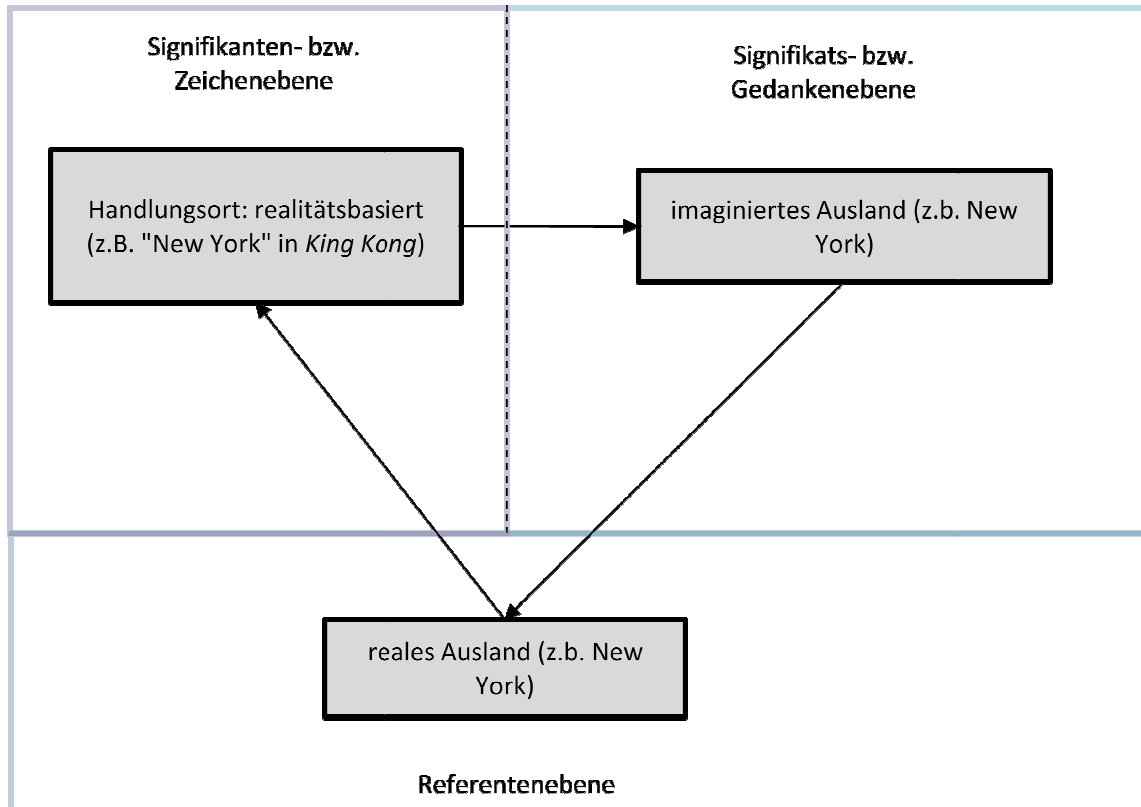 Signifikanten- bzw.
Zeichenebene
Signifikats- bzw.
Gedankenebene
Handlungsort: realitätsbasiert
(z.B. "New York" in King Kong)
imaginiertes Ausland (z.b. New
York)
reales Ausland (z.b. New
York)
Referentenebene